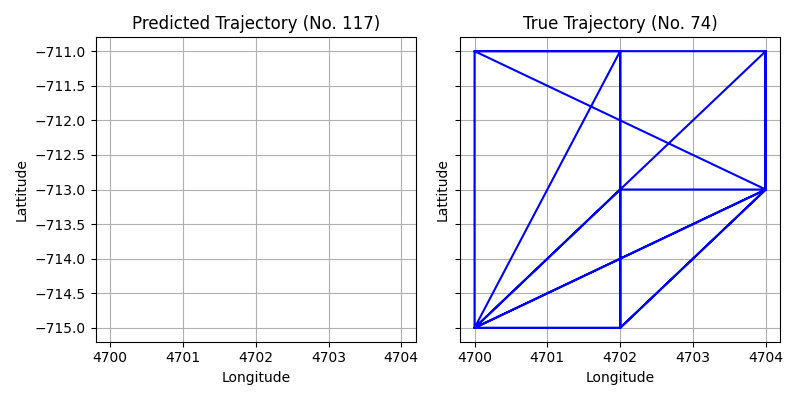 Predicted Trajectory (No. 117)
True Trajectory (No. 74)
−711.0
−711.5
−712.0
−712.5
−713.0
−713.5
−714.0
−714.5
−715.0
Lattitude
Lattitude
4700 4701 4702 4703 4704
4700 4701 4702 4703 4704
Longitude
Longitude